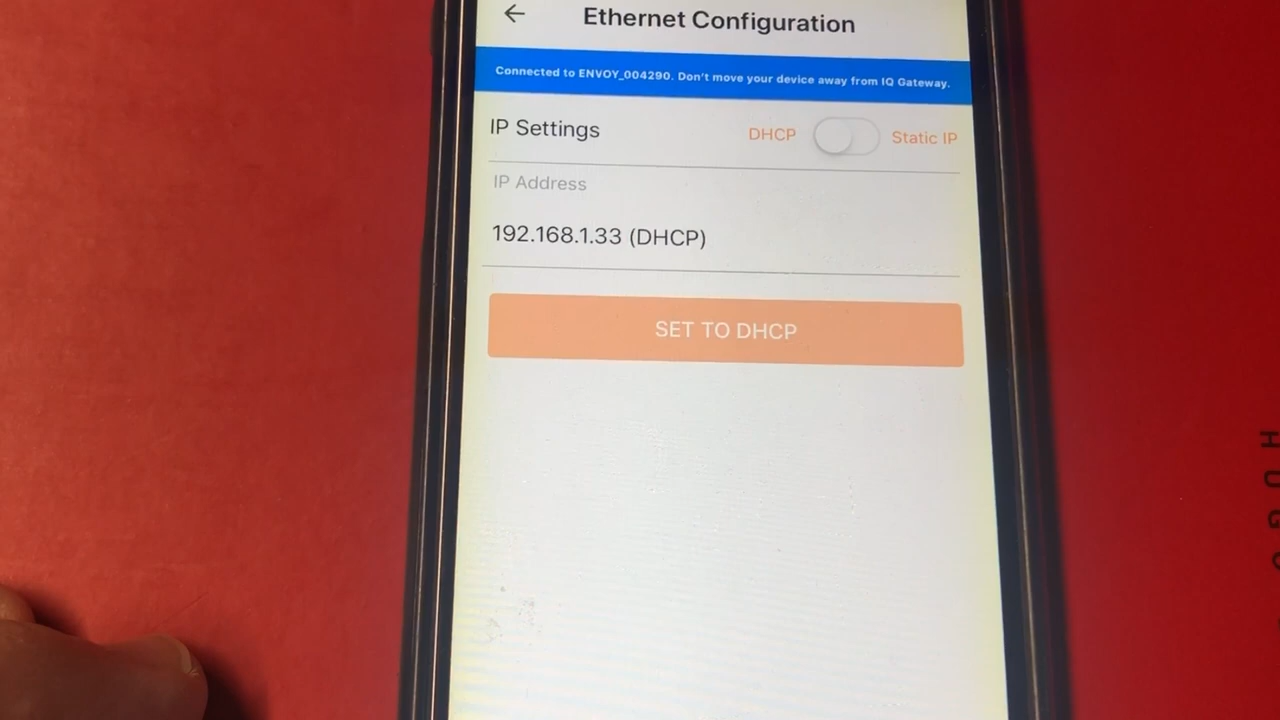 Ethernet Configuration
Connected to ENVOY_004290. Don't move your device away from IQ Gateway.
IP Settings DHCP Static IP
IP Address
192.168.1.33 (DHCP)
SET TO DHCP